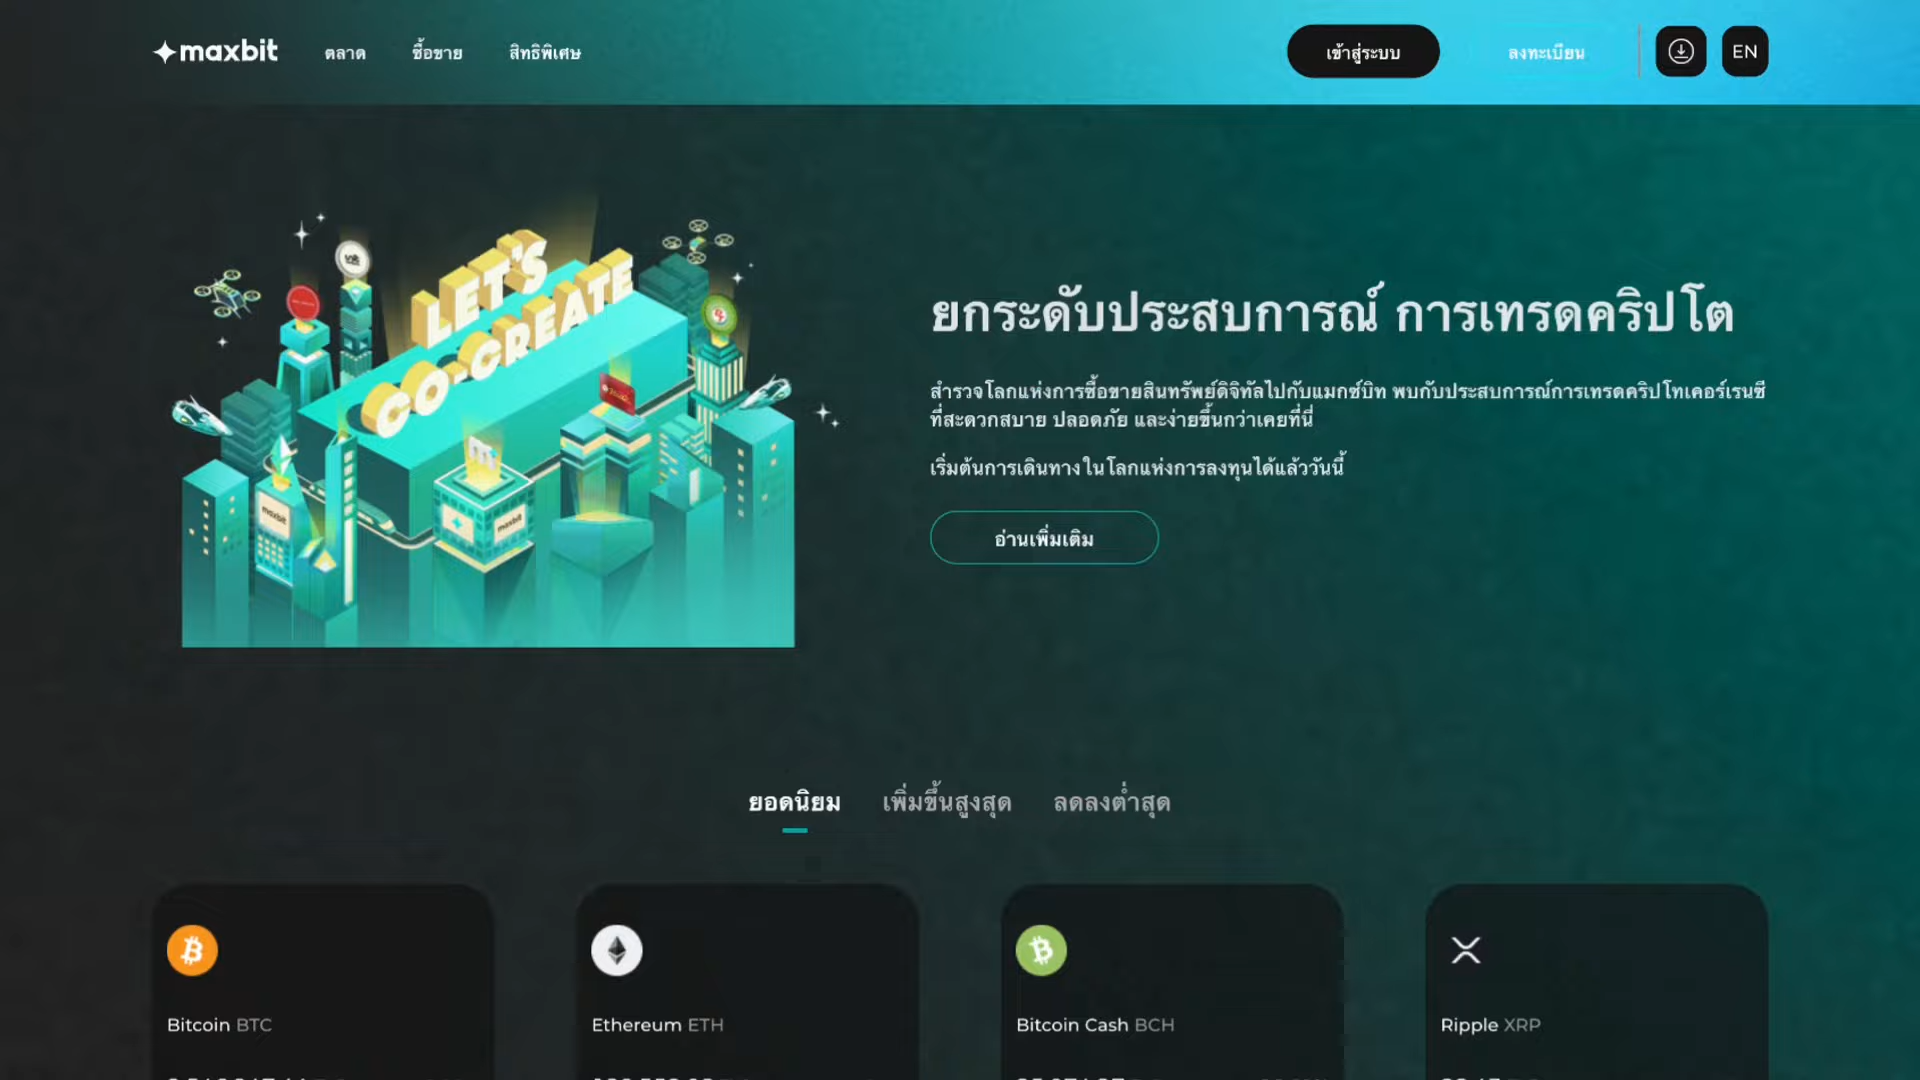 maxbit
ตลาด
ซื้อขาย
สิทธิพิเศษ
เข้าสู่ระบบ
ลงทะเบียน
EN
LET'S
CO-CREATE
maxbit
maxbit
ยกระดับประสบการณ์ การเทรดคริปโต
สำรวจโลกแห่งการซื้อขายสินทรัพย์ดิจิทัลไปกับแมกซ์บิท พบกับประสบการณ์การเทรดคริปโทเคอร์เรนซี
ที่สะดวกสบาย ปลอดภัย และง่ายขึ้นกว่าเคยที่นี่
เริ่มต้นการเดินทางในโลกแห่งการลงทุนได้แล้ววันนี้
อ่านเพิ่มเติม
ยอดนิยม
เพิ่มขึ้นสูงสุด
ลดลงต่ำสุด
Bitcoin BTC
Ethereum ETH
Bitcoin Cash BCH
Ripple XRP